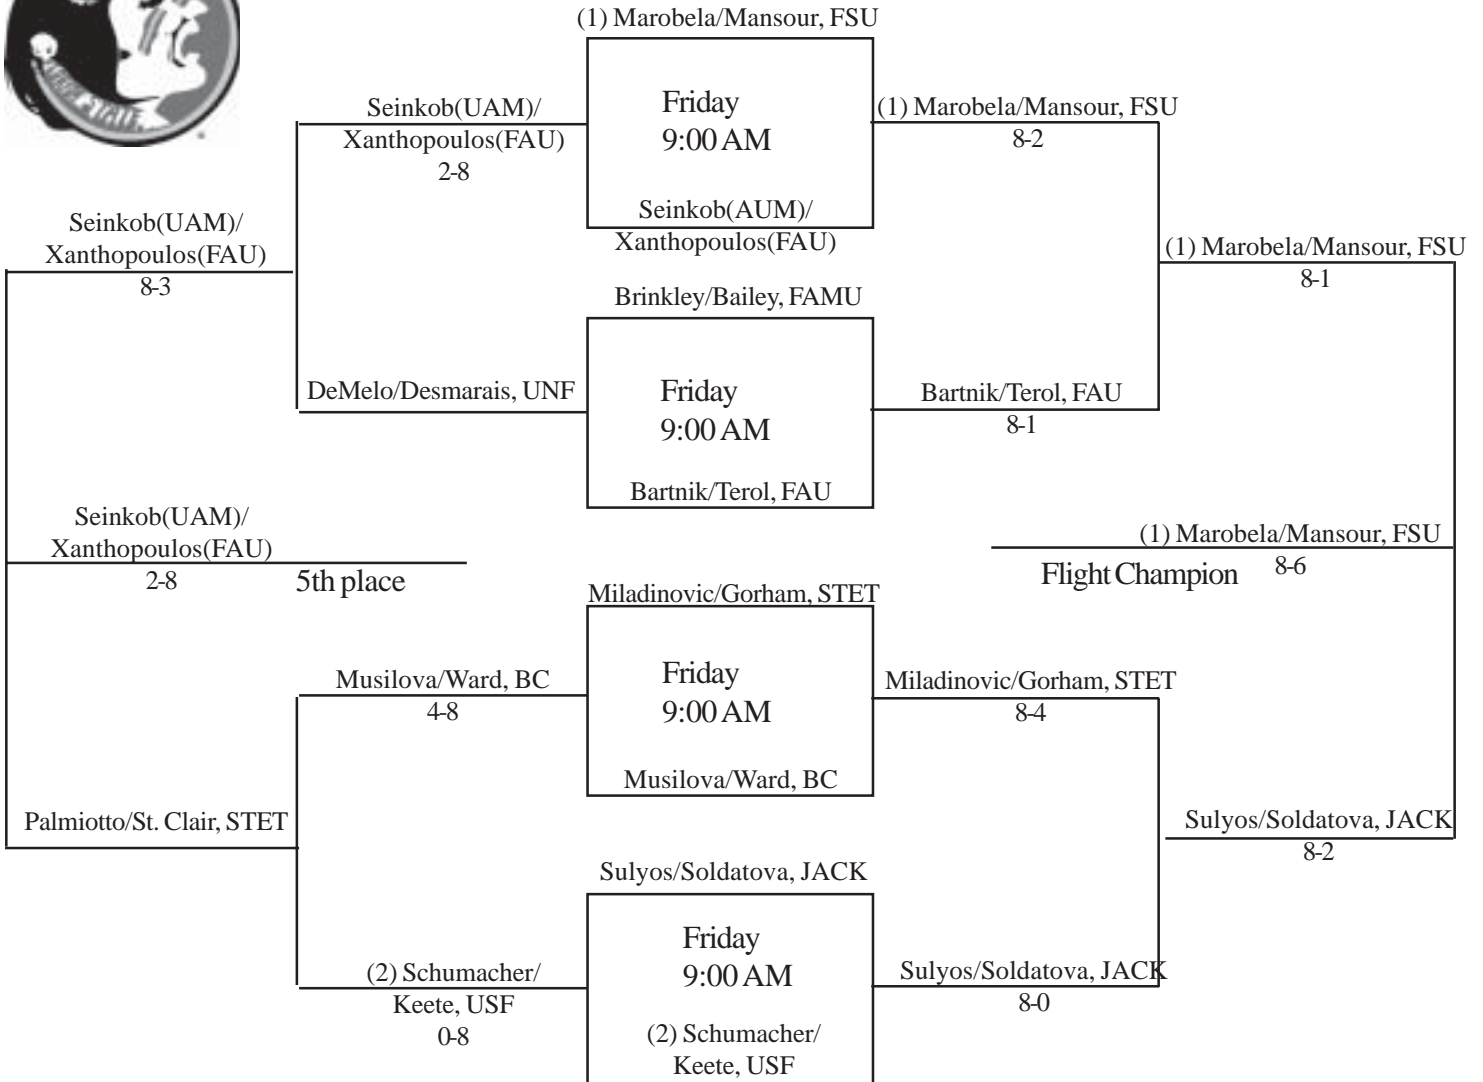 (1) Marobela/Mansour, FSU
Friday
9:00 AM
Seinkob(AUM)/
Xanthopoulos(FAU)
Seinkob(UAM)/
Xanthopoulos(FAU)
2-8
(1) Marobela/Mansour, FSU
8-2
Seinkob(UAM)/
Xanthopoulos(FAU)
8-3
(1) Marobela/Mansour, FSU
8-1
Brinkley/Bailey, FAMU
Friday
9:00 AM
Bartnik/Terol, FAU
DeMelo/Desmarais, UNF
Bartnik/Terol, FAU
8-1
Seinkob(UAM)/
Xanthopoulos(FAU)
2-8
5th place
(1) Marobela/Mansour, FSU
Flight Champion
8-6
Miladinovic/Gorham, STET
Friday
9:00 AM
Musilova/Ward, BC
Musilova/Ward, BC
4-8
Miladinovic/Gorham, STET
8-4
Palmiotto/St. Clair, STET
Sulyos/Soldatova, JACK
8-2
Sulyos/Soldatova, JACK
Friday
9:00 AM
(2) Schumacher/
Keete, USF
(2) Schumacher/
Keete, USF
0-8
Sulyos/Soldatova, JACK
8-0